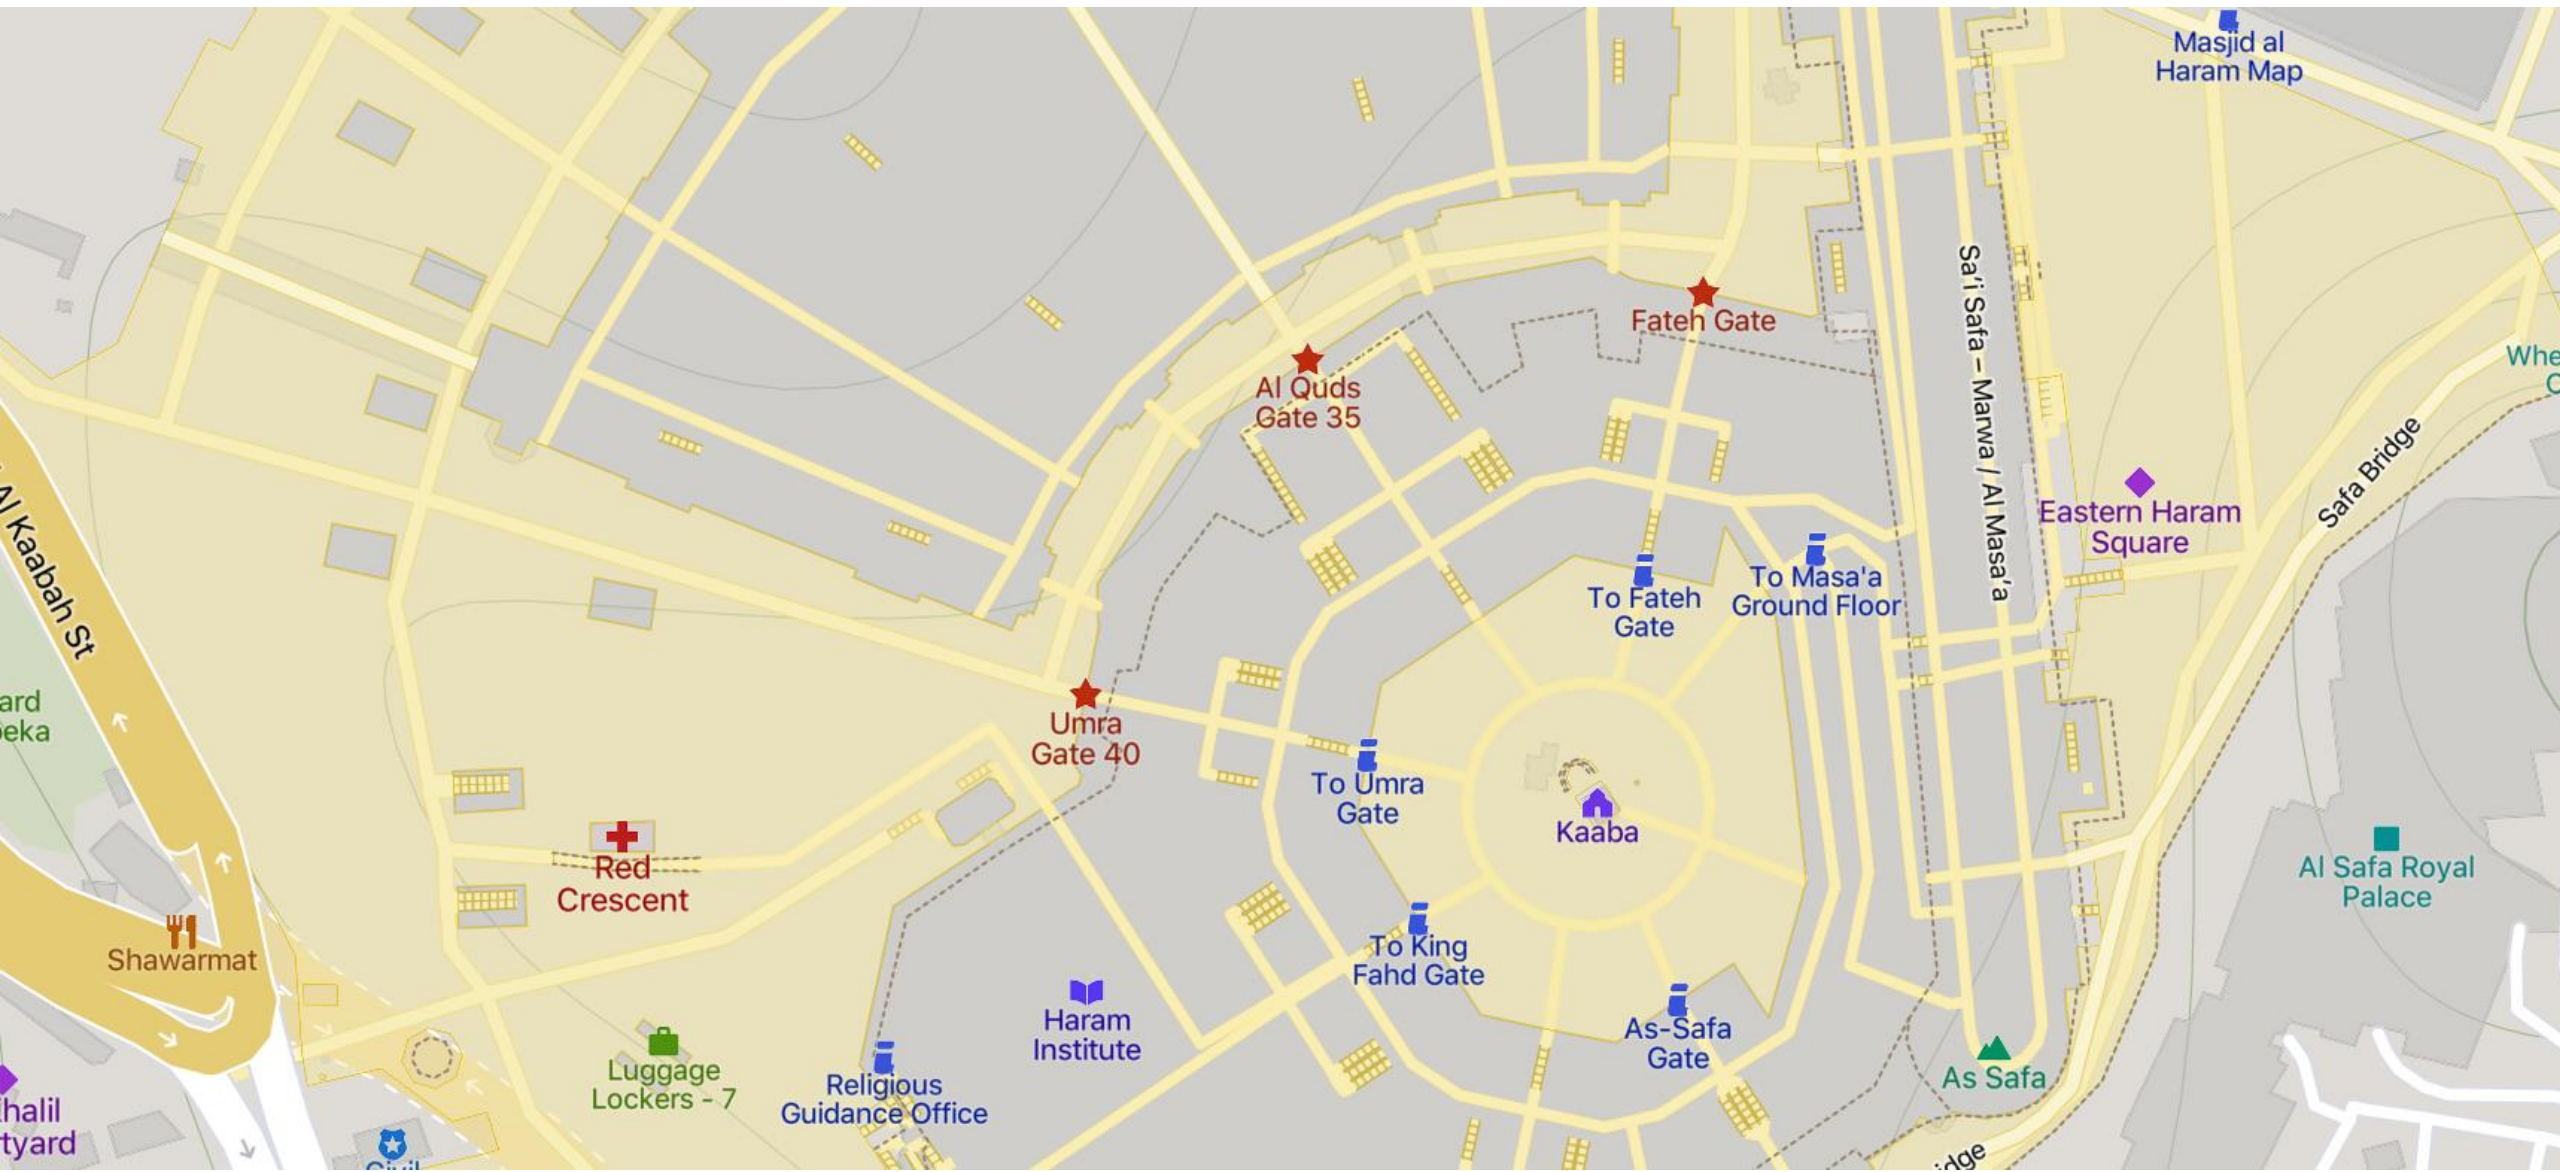 Masjid al
Haram Map
Sa'i Safa – Marwa / Al Masa'a
Fateh Gate
Al Quds
Gate 35
Safa Bridge
Eastern Haram
Square
Al Kaabah St
To Fateh
Gate
To Masa'a
Ground Floor
Umra
Gate 40
To Umra
Gate
Kaaba
Red
Crescent
Al Safa Royal
Palace
Shawarmat
To King
Fahd Gate
Haram
Institute
As-Safa
Gate
As Safa
Luggage
Lockers - 7
Religious
Guidance Office